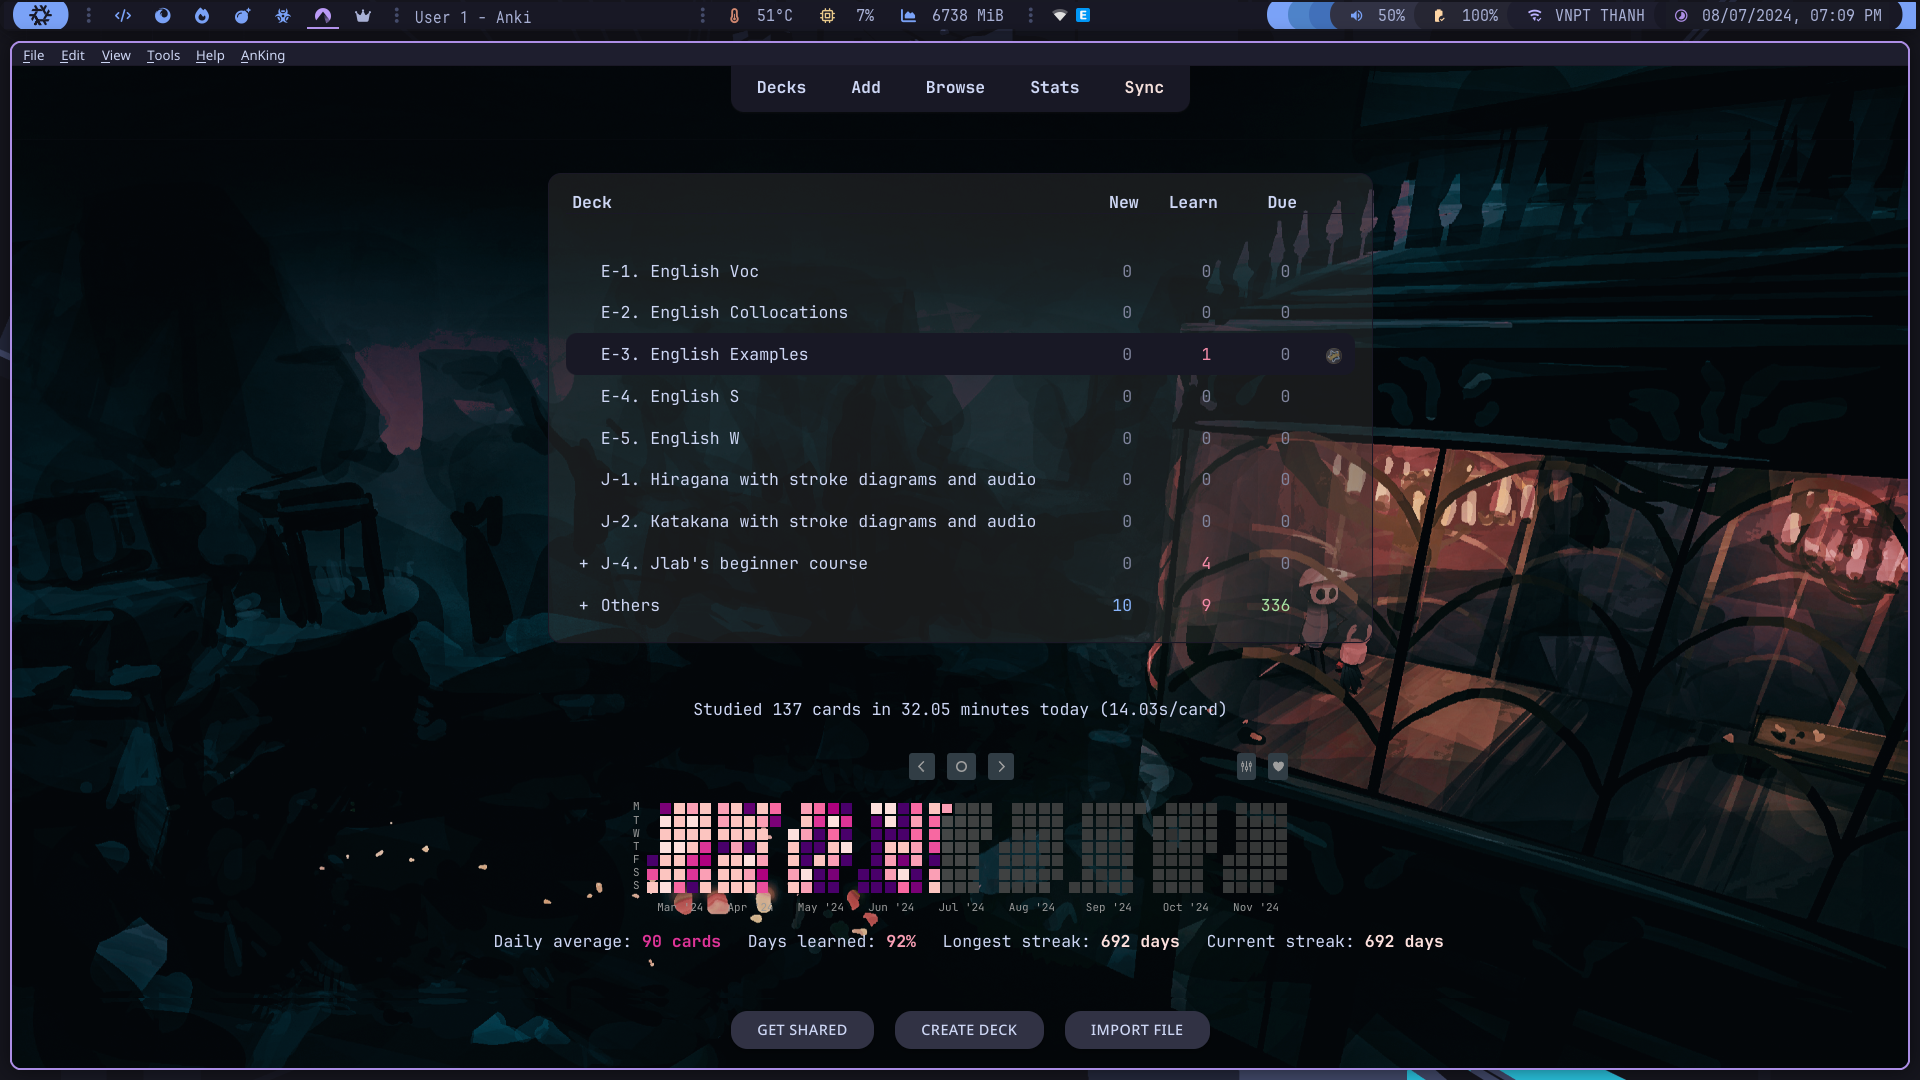 User 1 - Anki 51°C 7% 6738 MiB E 50% 100% VNPT THANH 08/07/2024, 07:09 PM
File Edit View Tools Help AnKing
Decks Add Browse Stats Sync
Deck New Learn Due
E-1. English Voc 0 0 0
E-2. English Collocations 0 0 0
E-3. English Examples 0 1 0
E-4. English S 0 0 0
E-5. English W 0 0 0
J-1. Hiragana with stroke diagrams and audio 0 0 0
J-2. Katakana with stroke diagrams and audio 0 0 0
+ J-4. Jlab's beginner course 0 4 0
+ Others 10 9 336
Studied 137 cards in 32.05 minutes today (14.03s/card)
M
T
W
T
F
S
S
Mar '24 Apr '24 May '24 Jun '24 Jul '24 Aug '24 Sep '24 Oct '24 Nov '24
Daily average: 90 cards Days learned: 92% Longest streak: 692 days Current streak: 692 days
GET SHARED CREATE DECK IMPORT FILE